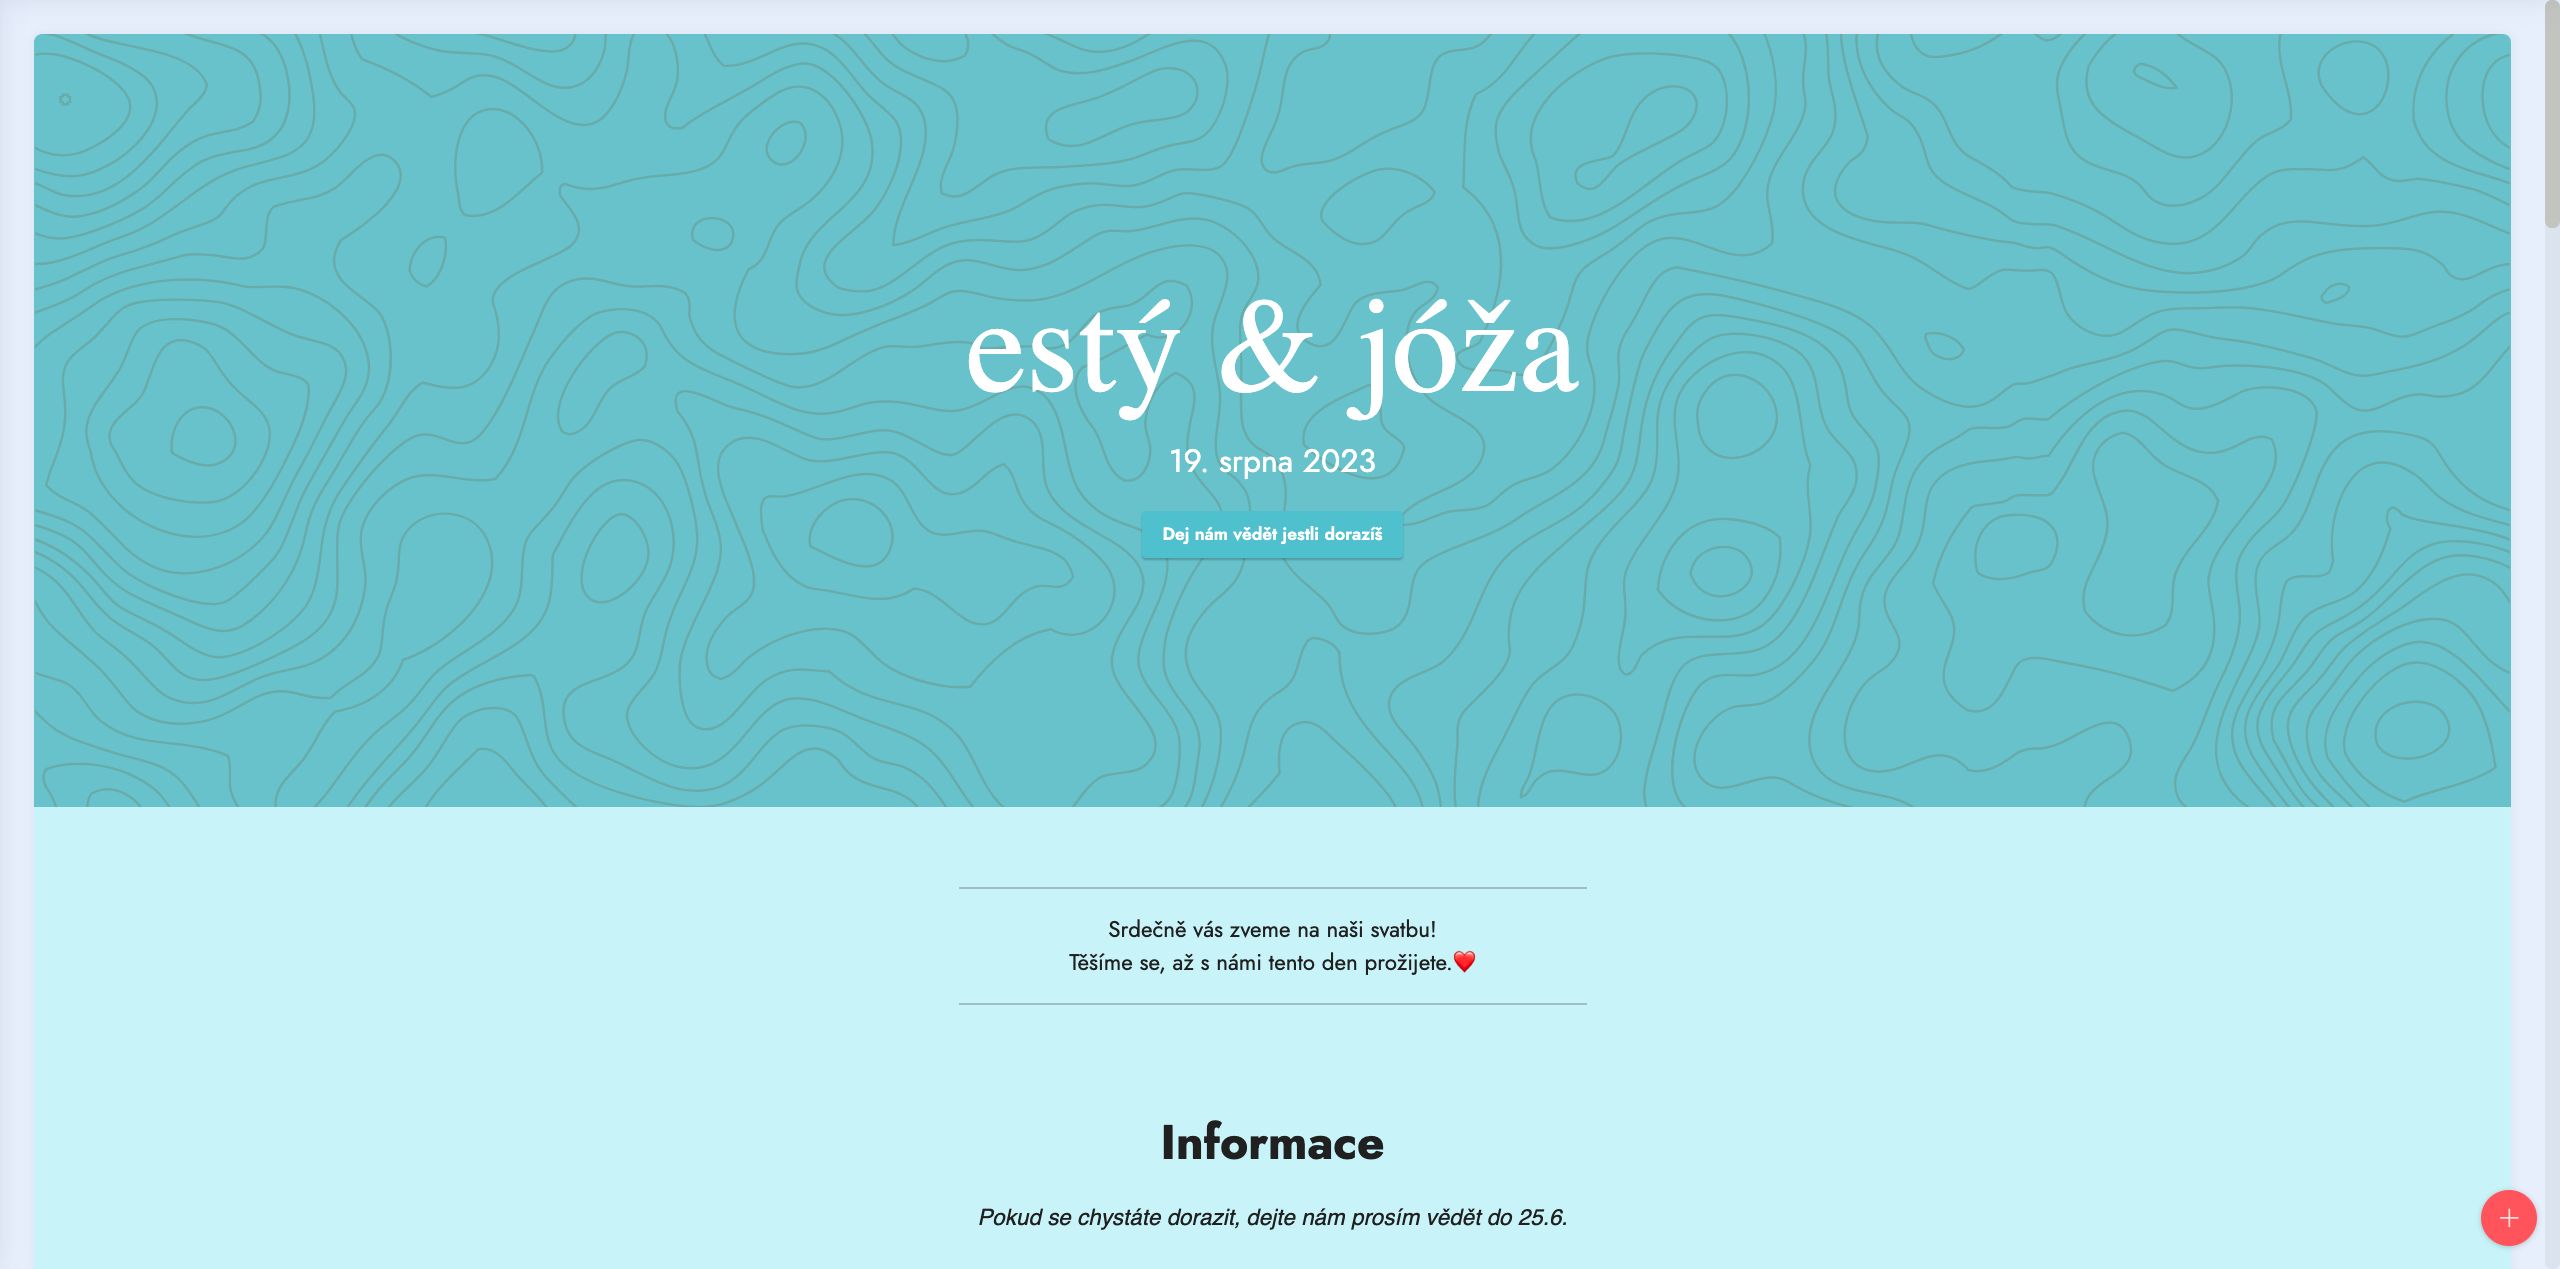 estý & jóža
19. srpna 2023
Dej nám vědět jestli dorazíš
Srdečně vás zveme na naši svatbu!
Těšíme se, až s námi tento den prožijete.❤️
Informace
Pokud se chystáte dorazit, dejte nám prosím vědět do 25.6.